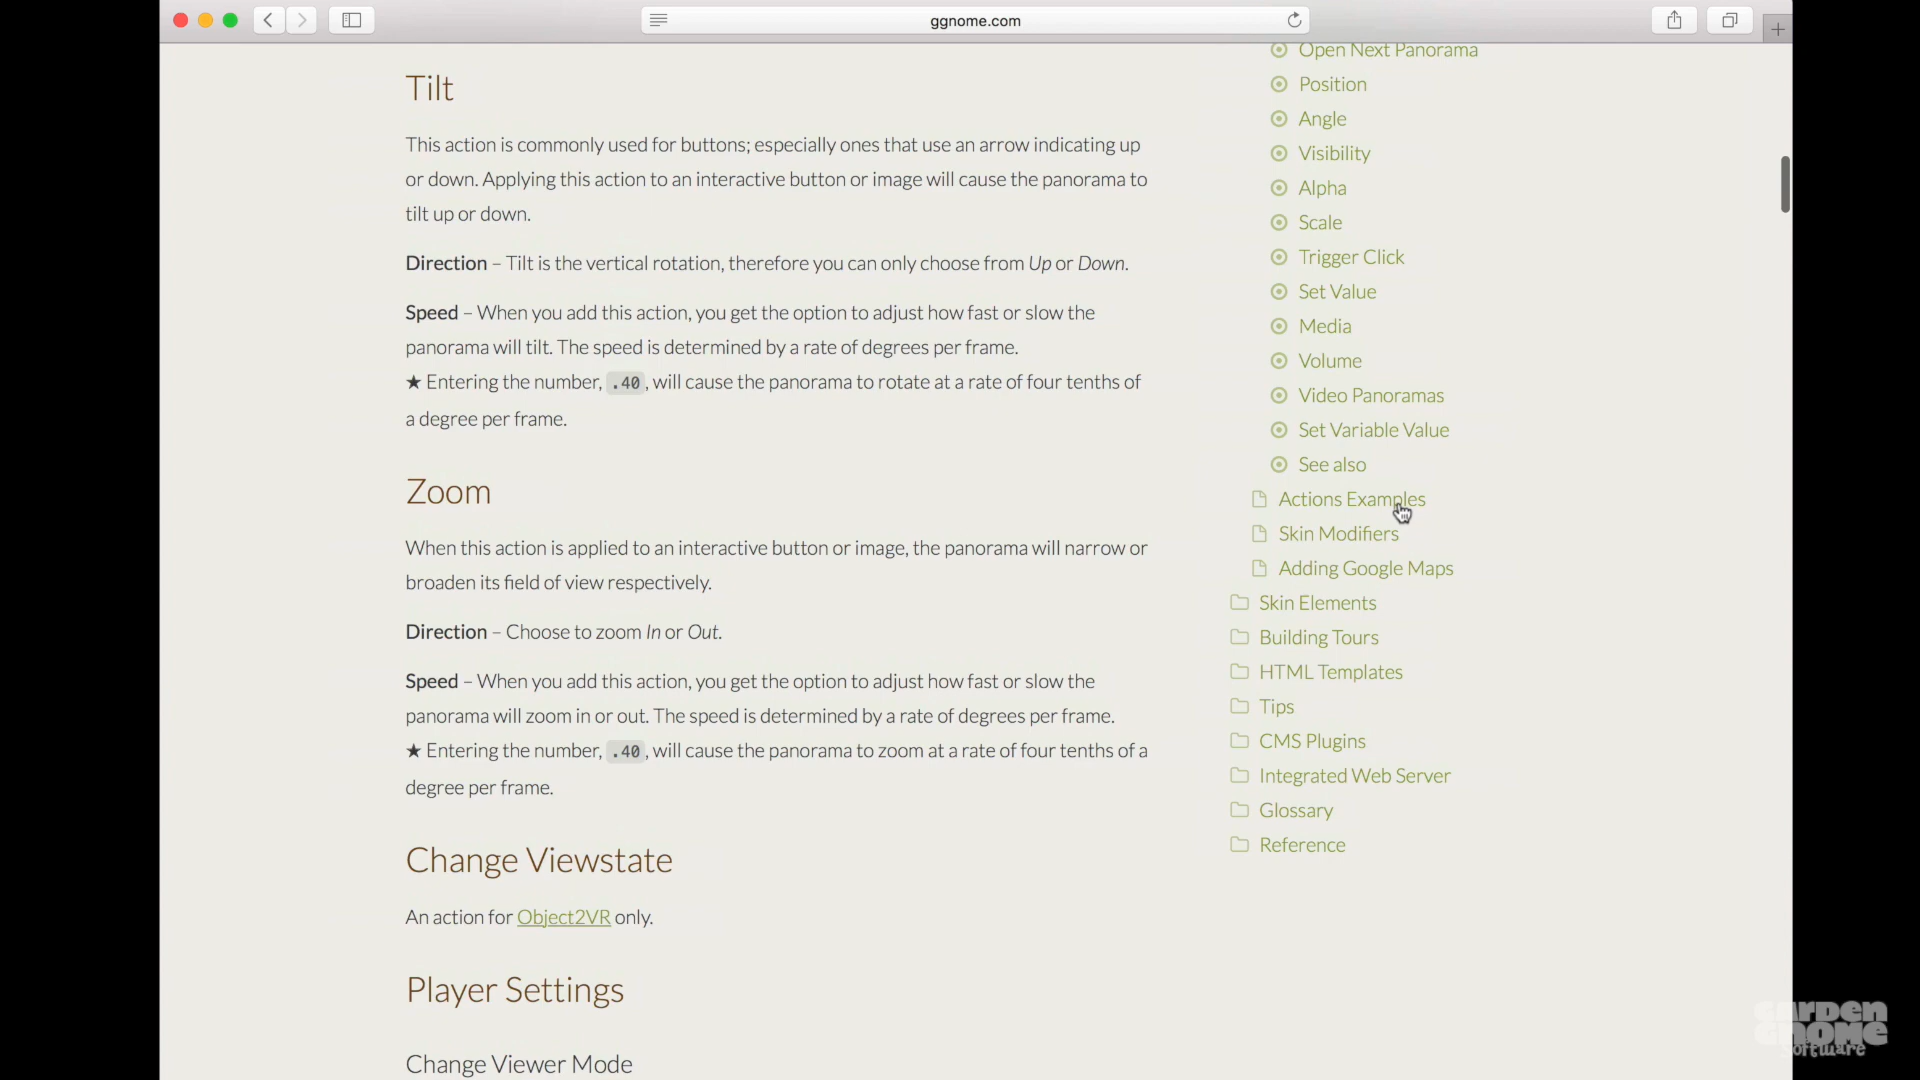 ggnome.com
Tilt
This action is commonly used for buttons; especially ones that use an arrow indicating up
or down. Applying this action to an interactive button or image will cause the panorama to
tilt up or down.
Direction – Tilt is the vertical rotation, therefore you can only choose from Up or Down.
Speed – When you add this action, you get the option to adjust how fast or slow the
panorama will tilt. The speed is determined by a rate of degrees per frame.
★ Entering the number, .40, will cause the panorama to rotate at a rate of four tenths of
a degree per frame.
Zoom
When this action is applied to an interactive button or image, the panorama will narrow or
broaden its field of view respectively.
Direction – Choose to zoom In or Out.
Speed – When you add this action, you get the option to adjust how fast or slow the
panorama will zoom in or out. The speed is determined by a rate of degrees per frame.
★ Entering the number, .40, will cause the panorama to zoom at a rate of four tenths of a
degree per frame.
Change Viewstate
An action for Object2VR only.
Player Settings
Change Viewer Mode
Open Next Panorama
Position
Angle
Visibility
Alpha
Scale
Trigger Click
Set Value
Media
Volume
Video Panoramas
Set Variable Value
See also
Actions Examples
Skin Modifiers
Adding Google Maps
Skin Elements
Building Tours
HTML Templates
Tips
CMS Plugins
Integrated Web Server
Glossary
Reference
GARDEN
GNOME
Software